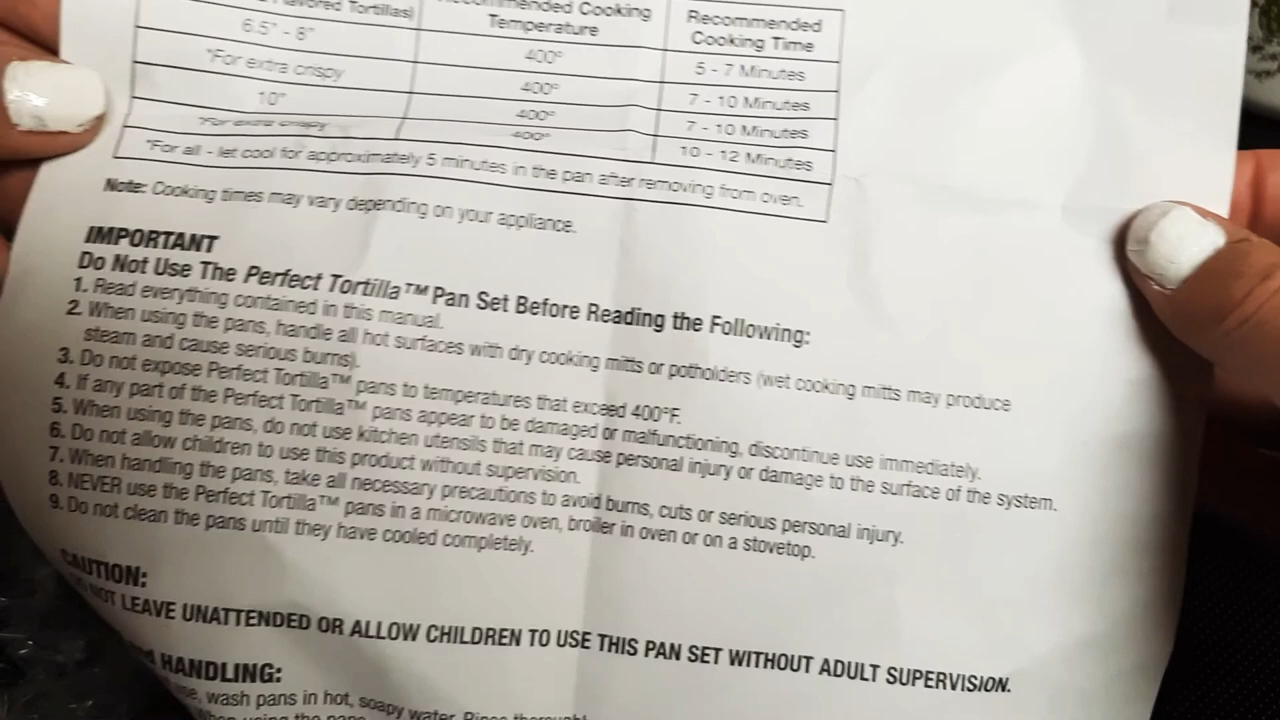 Flavored Tortillas)
Recommended Cooking
Temperature
Recommended
Cooking Time
6.5" - 8"
400°
5 - 7 Minutes
*For extra crispy
400°
7 - 10 Minutes
10"
400°
7 - 10 Minutes
*For extra crispy
400°
10 - 12 Minutes
*For all - let cool for approximately 5 minutes in the pan after removing from oven.
Note: Cooking times may vary depending on your appliance.
IMPORTANT
Do Not Use The Perfect Tortilla™ Pan Set Before Reading the Following:
1. Read everything contained in this manual.
2. When using the pans, handle all hot surfaces with dry cooking mitts or potholders (wet cooking mitts may produce
steam and cause serious burns).
3. Do not expose Perfect Tortilla™ pans to temperatures that exceed 400°F.
4. If any part of the Perfect Tortilla™ pans appear to be damaged or malfunctioning, discontinue use immediately.
5. When using the pans, do not use kitchen utensils that may cause personal injury or damage to the surface of the system.
6. Do not allow children to use this product without supervision.
7. When handling the pans, take all necessary precautions to avoid burns, cuts or serious personal injury.
8. NEVER use the Perfect Tortilla™ pans in a microwave oven, broiler in oven or on a stovetop.
9. Do not clean the pans until they have cooled completely.
CAUTION:
NOT LEAVE UNATTENDED OR ALLOW CHILDREN TO USE THIS PAN SET WITHOUT ADULT SUPERVISION.
HANDLING:
wash pans in hot, soapy water. Rinse
When using the pans